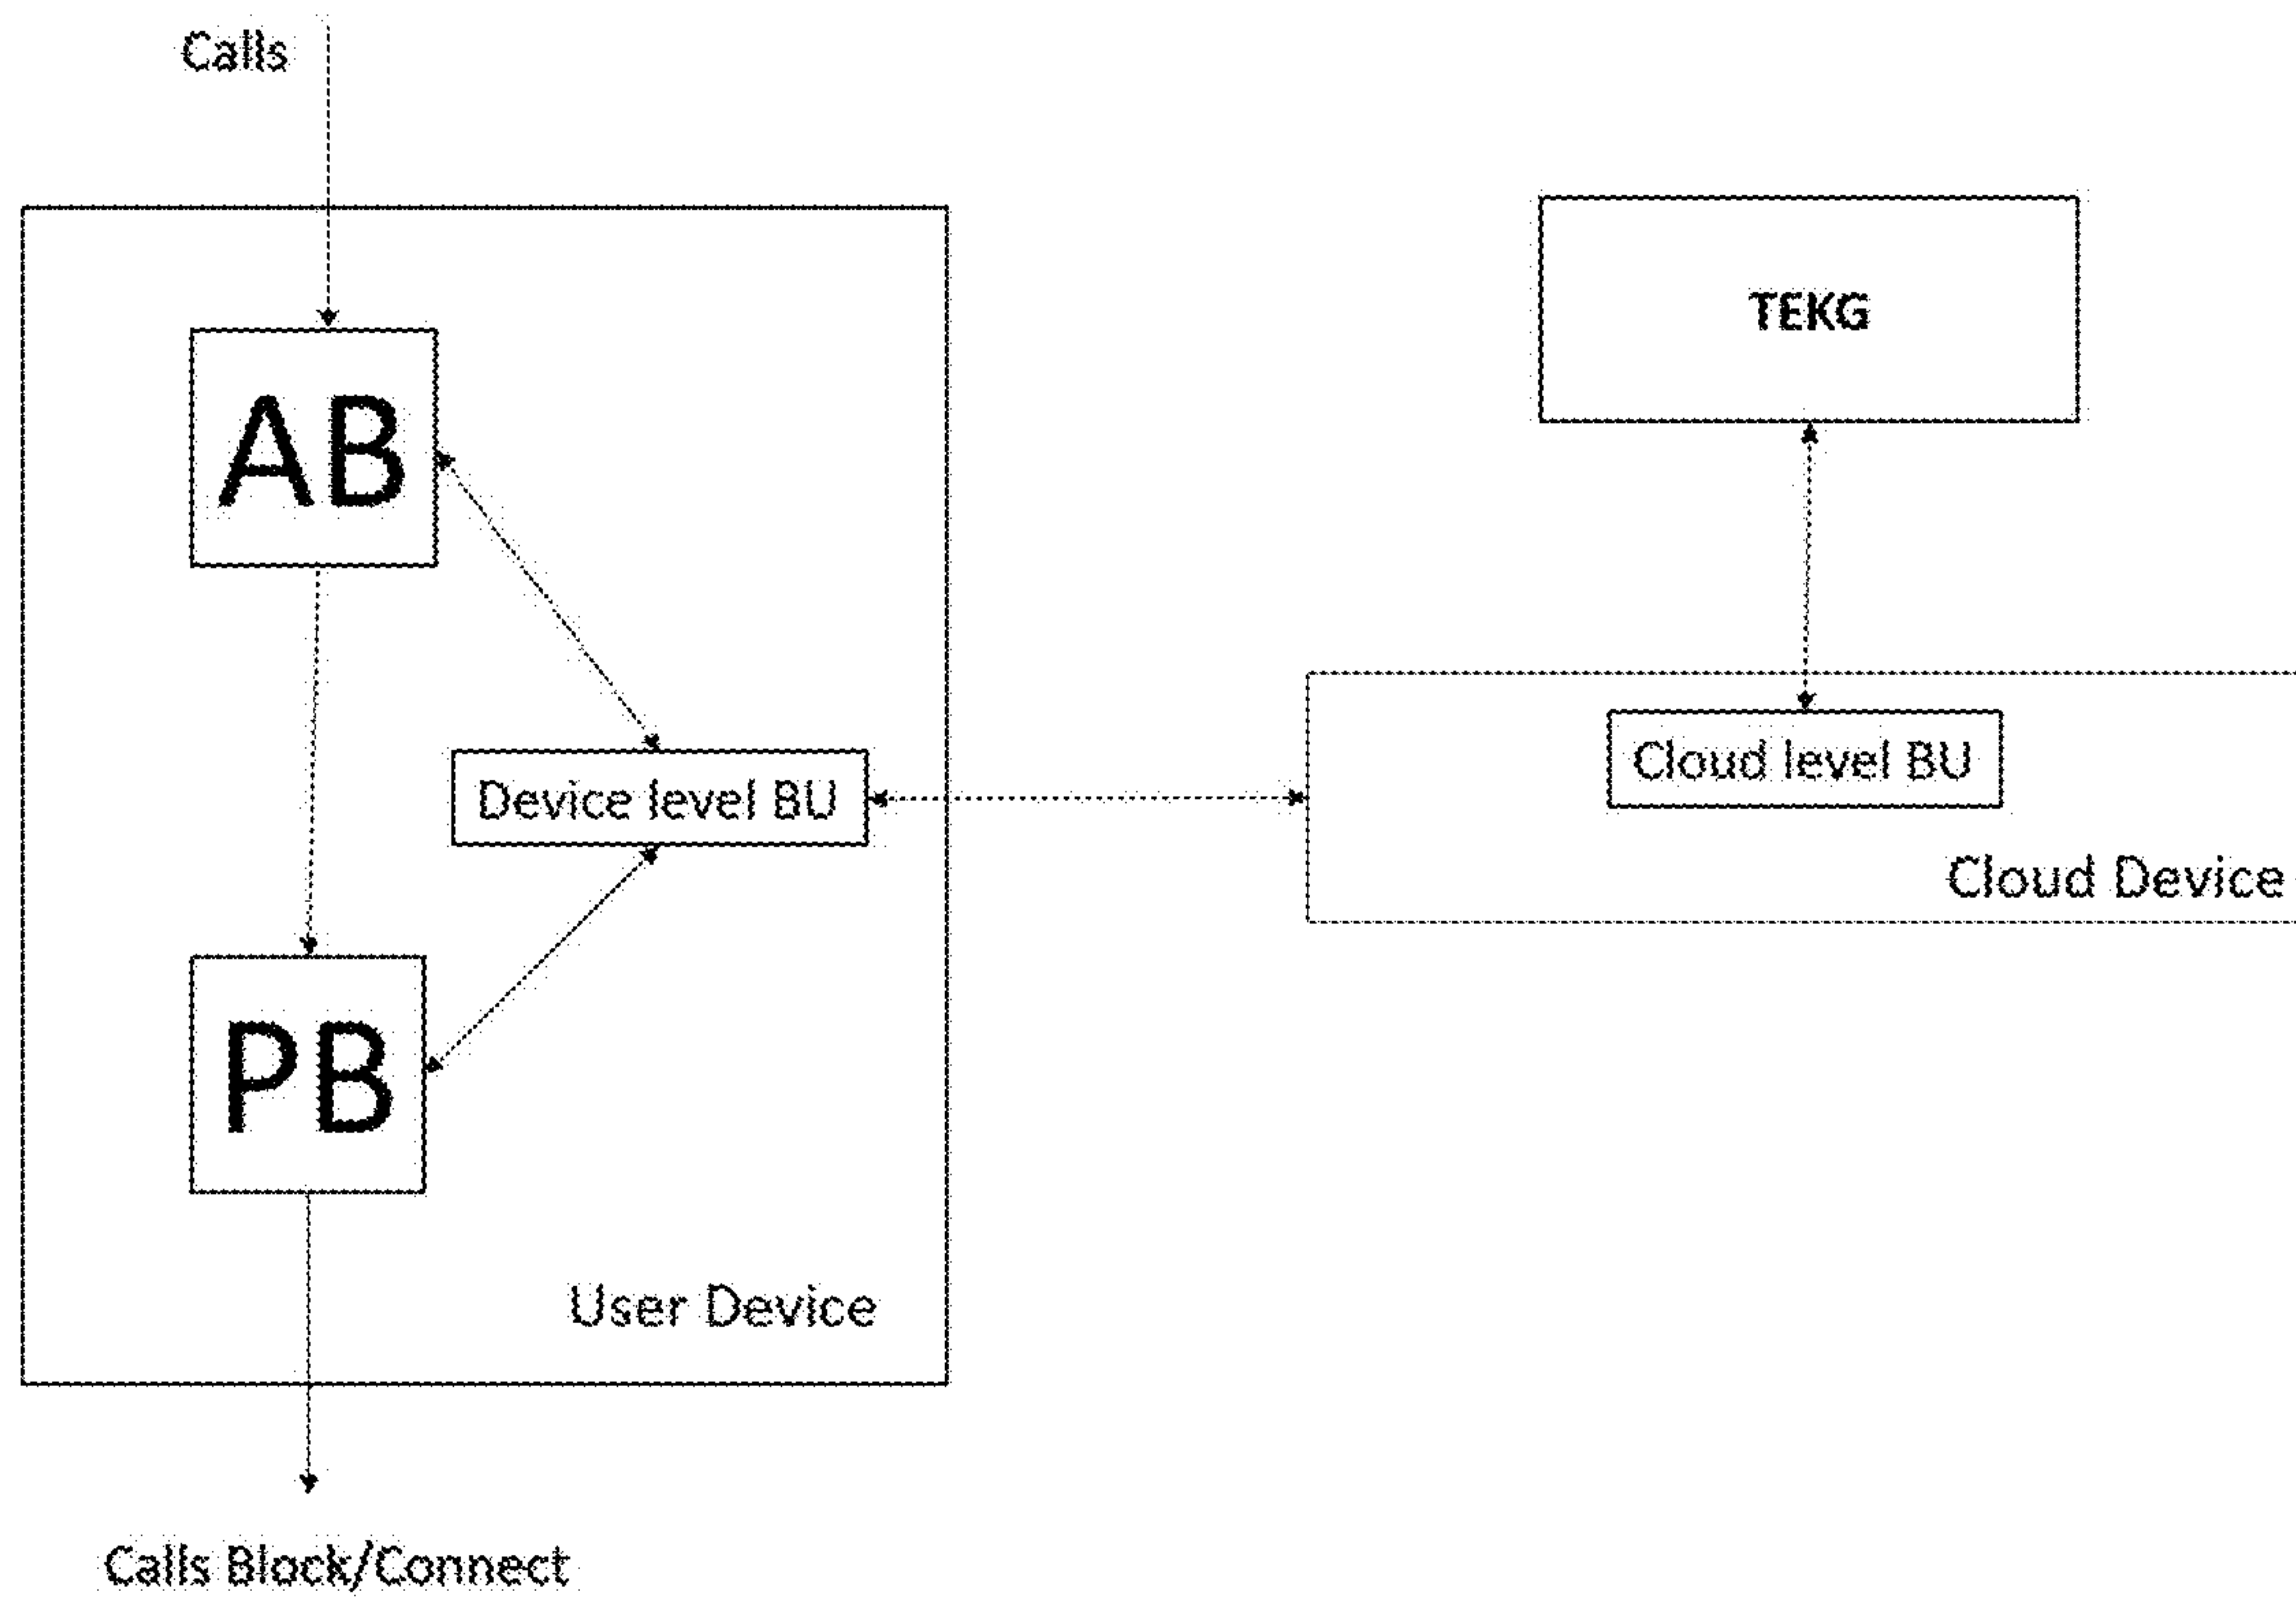 Calls
AB
TEKG
Device level BU
Cloud level BU
Cloud Device
PB
User Device
Calls Block/Connect